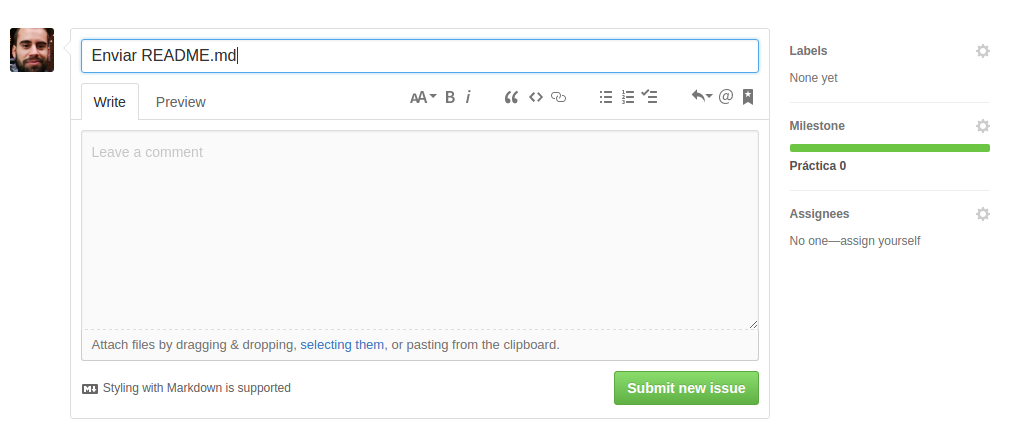 Enviar README.md
Write
Preview
AA B i
@
Leave a comment
Attach files by dragging & dropping, selecting them, or pasting from the clipboard.
Styling with Markdown is supported
Submit new issue
Labels
None yet
Milestone
Práctica 0
Assignees
No one—assign yourself